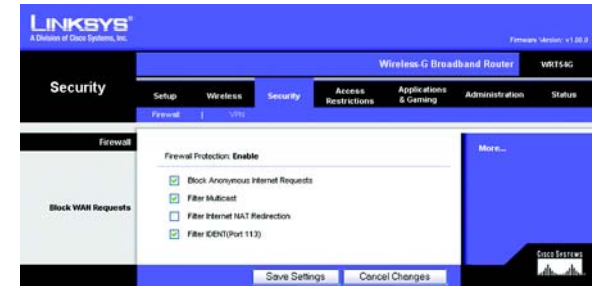 LINKSYS®
A Division of Cisco Systems, Inc.
Firmware Version: v1.00.0
Wireless-G Broadband Router WRT54G
Security
Setup Wireless Security Access Restrictions Applications & Gaming Administration Status
Firewall | VPN
Firewall
Firewall Protection: Enable
More...
Block WAN Requests
Block Anonymous Internet Requests
Filter Multicast
Filter Internet NAT Redirection
Filter IDENT(Port 113)
Save Settings Cancel Changes
CISCO SYSTEMS